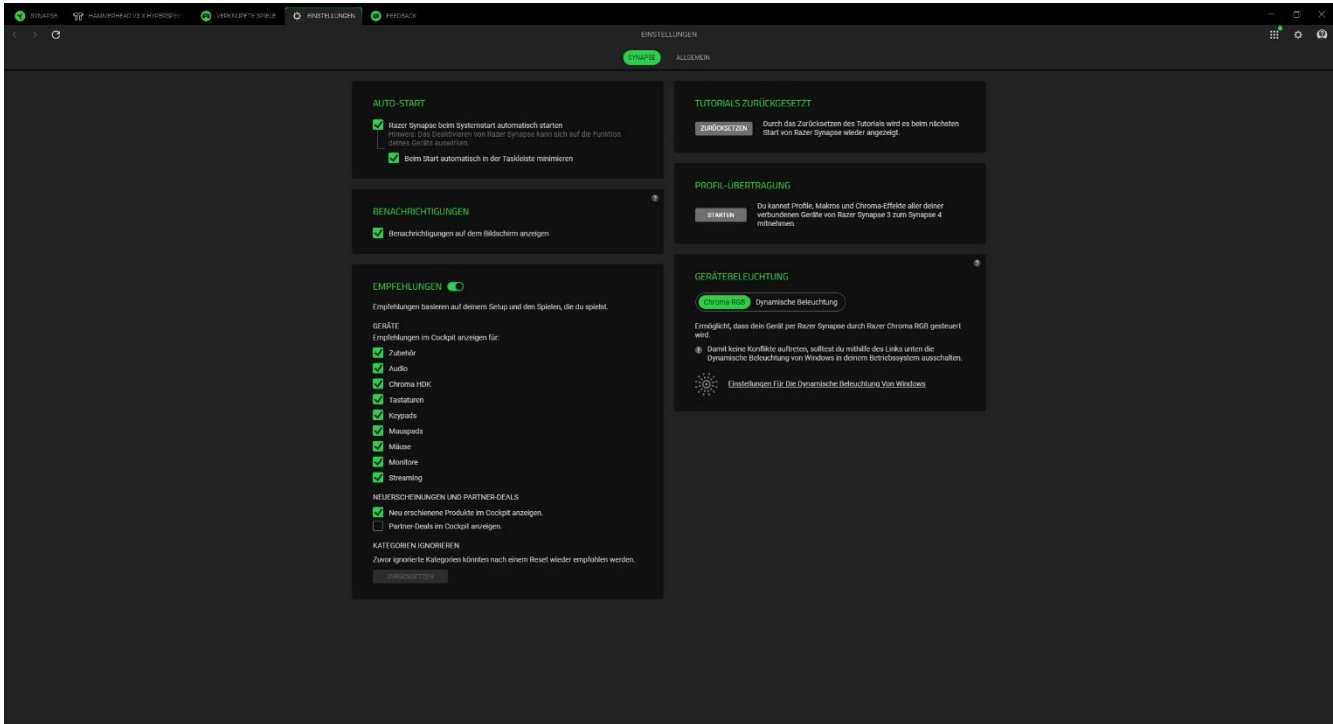 SYNAPSE
HAMMERHEAD V3 X HYPERSPE
VERKNÜPFTE SPIELE
EINSTELLUNGEN
FEEDBACK
EINSTELLUNGEN
SYNAPSE
ALLGEMEIN
AUTO-START
Razer Synapse beim Systemstart automatisch starten
Hinweis: Das Deaktivieren von Razer Synapse kann sich auf die Funktion
deines Geräts auswirken.
Beim Start automatisch in der Taskleiste minimieren
BENACHRICHTIGUNGEN
Benachrichtigungen auf dem Bildschirm anzeigen
EMPFEHLUNGEN
Empfehlungen basieren auf deinem Setup und den Spielen, die du spielst.
GERÄTE
Empfehlungen im Cockpit anzeigen für:
Zubehör
Audio
Chroma HDK
Tastaturen
Keypads
Mauspads
Mäuse
Monitore
Streaming
NEUERSCHEINUNGEN UND PARTNER-DEALS
Neu erschienene Produkte im Cockpit anzeigen.
Partner-Deals im Cockpit anzeigen.
KATEGORIEN IGNORIEREN
Zuvor ignorierte Kategorien könnten nach einem Reset wieder empfohlen werden.
ZURÜCKSETZEN
TUTORIALS ZURÜCKGESETZT
ZURÜCKSETZEN
Durch das Zurücksetzen des Tutorials wird es beim nächsten
Start von Razer Synapse wieder angezeigt.
PROFIL-ÜBERTRAGUNG
STARTEN
Du kannst Profile, Makros und Chroma-Effekte aller deiner
verbundenen Geräte von Razer Synapse 3 zum Synapse 4
mitnehmen.
GERÄTEBELEUCHTUNG
Chroma RGB
Dynamische Beleuchtung
Ermöglicht, dass dein Gerät per Razer Synapse durch Razer Chroma RGB gesteuert
wird.
Damit keine Konflikte auftreten, solltest du mithilfe des Links unten die
Dynamische Beleuchtung von Windows in deinem Betriebssystem ausschalten.
Einstellungen Für Die Dynamische Beleuchtung Von Windows